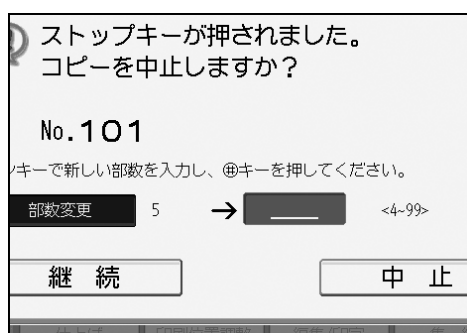 ストップキーが押されました。
コピーを中止しますか？
No.101
ンキーで新しい部数を入力し、㊉キーを押してください。
部数変更 5 → <4~99>
継続 中止